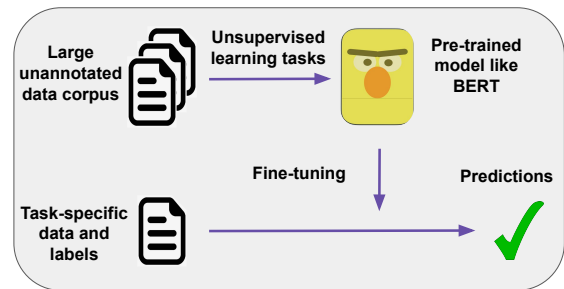 Large
unannotated
data corpus
Unsupervised
learning tasks
Pre-trained
model like
BERT
Fine-tuning
Predictions
Task-specific
data and
labels